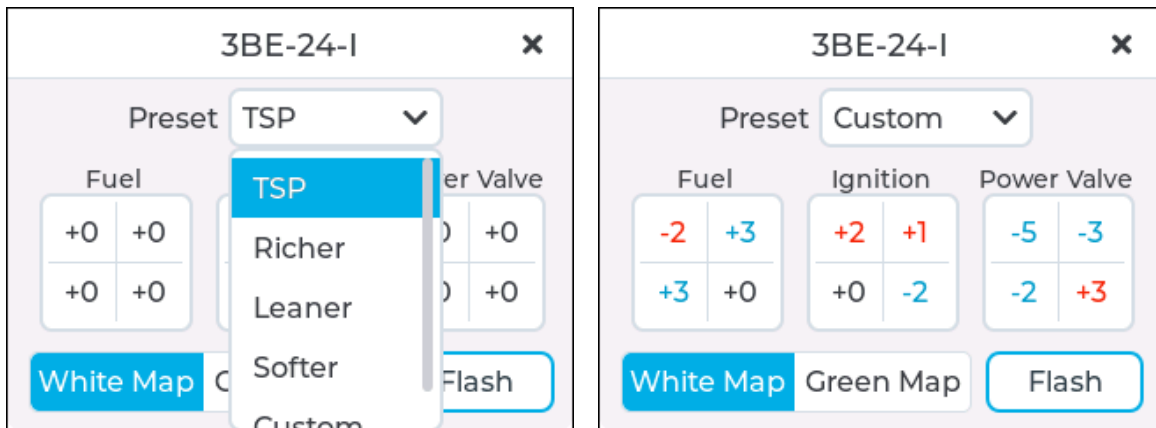 3BE-24-I ×
Preset TSP
Fuel er Valve
+0 +0 +0
+0 +0 +0
TSP
Richer
Leaner
Softer
Custom
White Map Flash
3BE-24-I ×
Preset Custom
Fuel Ignition Power Valve
-2 +3 +2 +1 -5 -3
+3 +0 +0 -2 -2 +3
White Map Green Map Flash